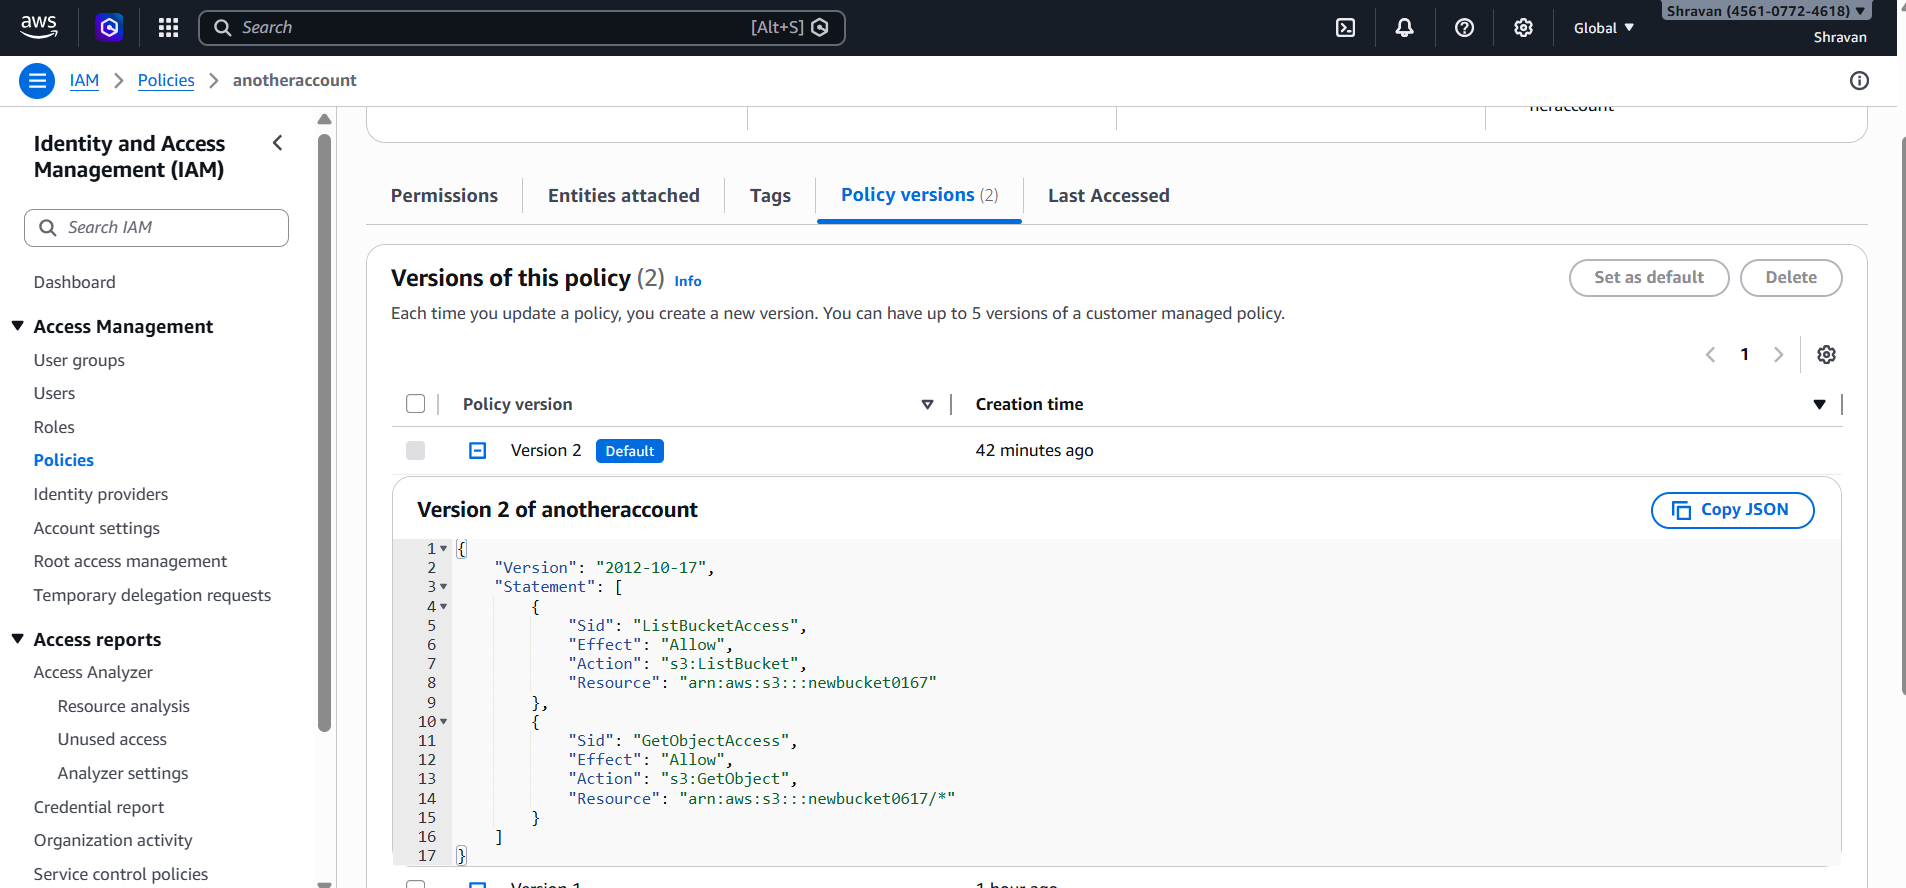 aws
Search [Alt+S]
Global
Shravan (4561-0772-4618)
Shravan
IAM
Policies
anotheraccount
Identity and Access Management (IAM)
Search IAM
Dashboard
Access Management
User groups
Users
Roles
Policies
Identity providers
Account settings
Root access management
Temporary delegation requests
Access reports
Access Analyzer
Resource analysis
Unused access
Analyzer settings
Credential report
Organization activity
Service control policies
neraccount
Permissions
Entities attached
Tags
Policy versions (2)
Last Accessed
Versions of this policy (2) Info
Set as default
Delete
Each time you update a policy, you create a new version. You can have up to 5 versions of a customer managed policy.
1
Policy version
Creation time
Version 2 Default
42 minutes ago
Version 2 of anotheraccount
Copy JSON
1 {
2 "Version": "2012-10-17",
3 "Statement": [
4 {
5 "Sid": "ListBucketAccess",
6 "Effect": "Allow",
7 "Action": "s3:ListBucket",
8 "Resource": "arn:aws:s3:::newbucket0167"
9 },
10 {
11 "Sid": "GetObjectAccess",
12 "Effect": "Allow",
13 "Action": "s3:GetObject",
14 "Resource": "arn:aws:s3:::newbucket0617/*"
15 }
16 ]
17 }
Version 1
1 hour ago